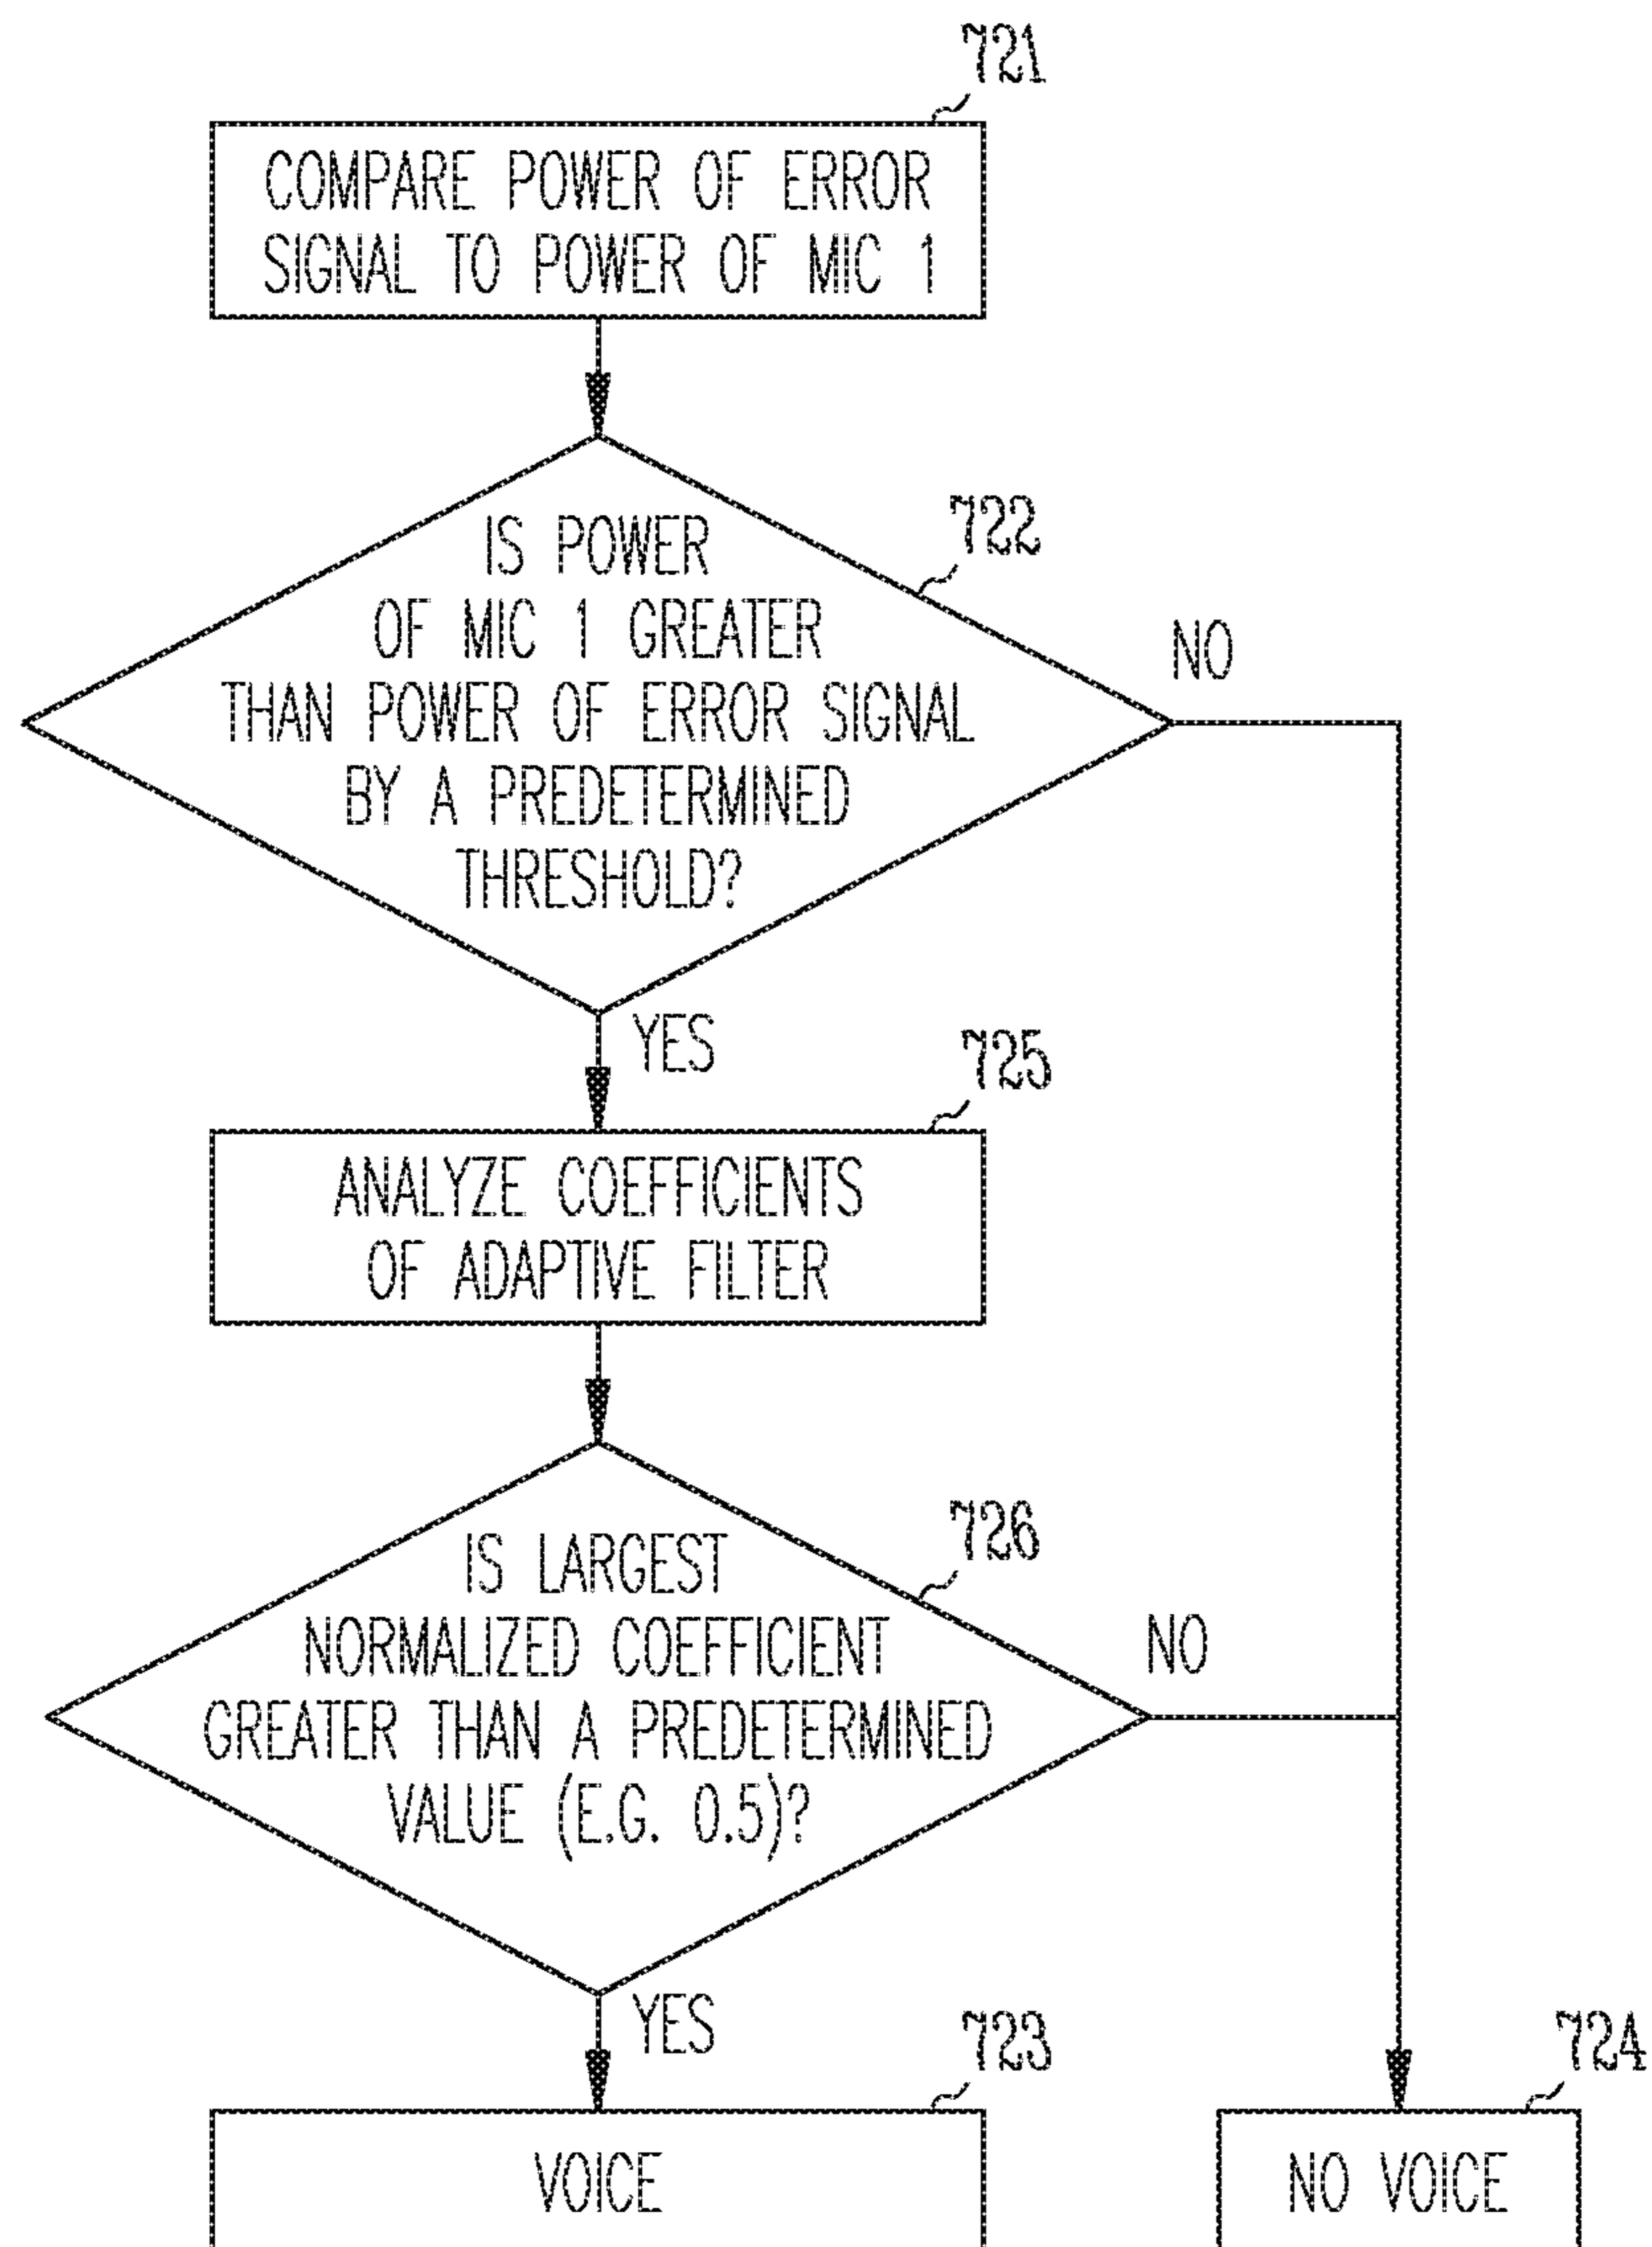 721
COMPARE POWER OF ERROR
SIGNAL TO POWER OF MIC 1
722
IS POWER
OF MIC 1 GREATER
THAN POWER OF ERROR SIGNAL
BY A PREDETERMINED
THRESHOLD?
NO
YES
725
ANALYZE COEFFICIENTS
OF ADAPTIVE FILTER
726
IS LARGEST
NORMALIZED COEFFICIENT
GREATER THAN A PREDETERMINED
VALUE (E.G. 0.5)?
NO
YES
723
VOICE
724
NO VOICE